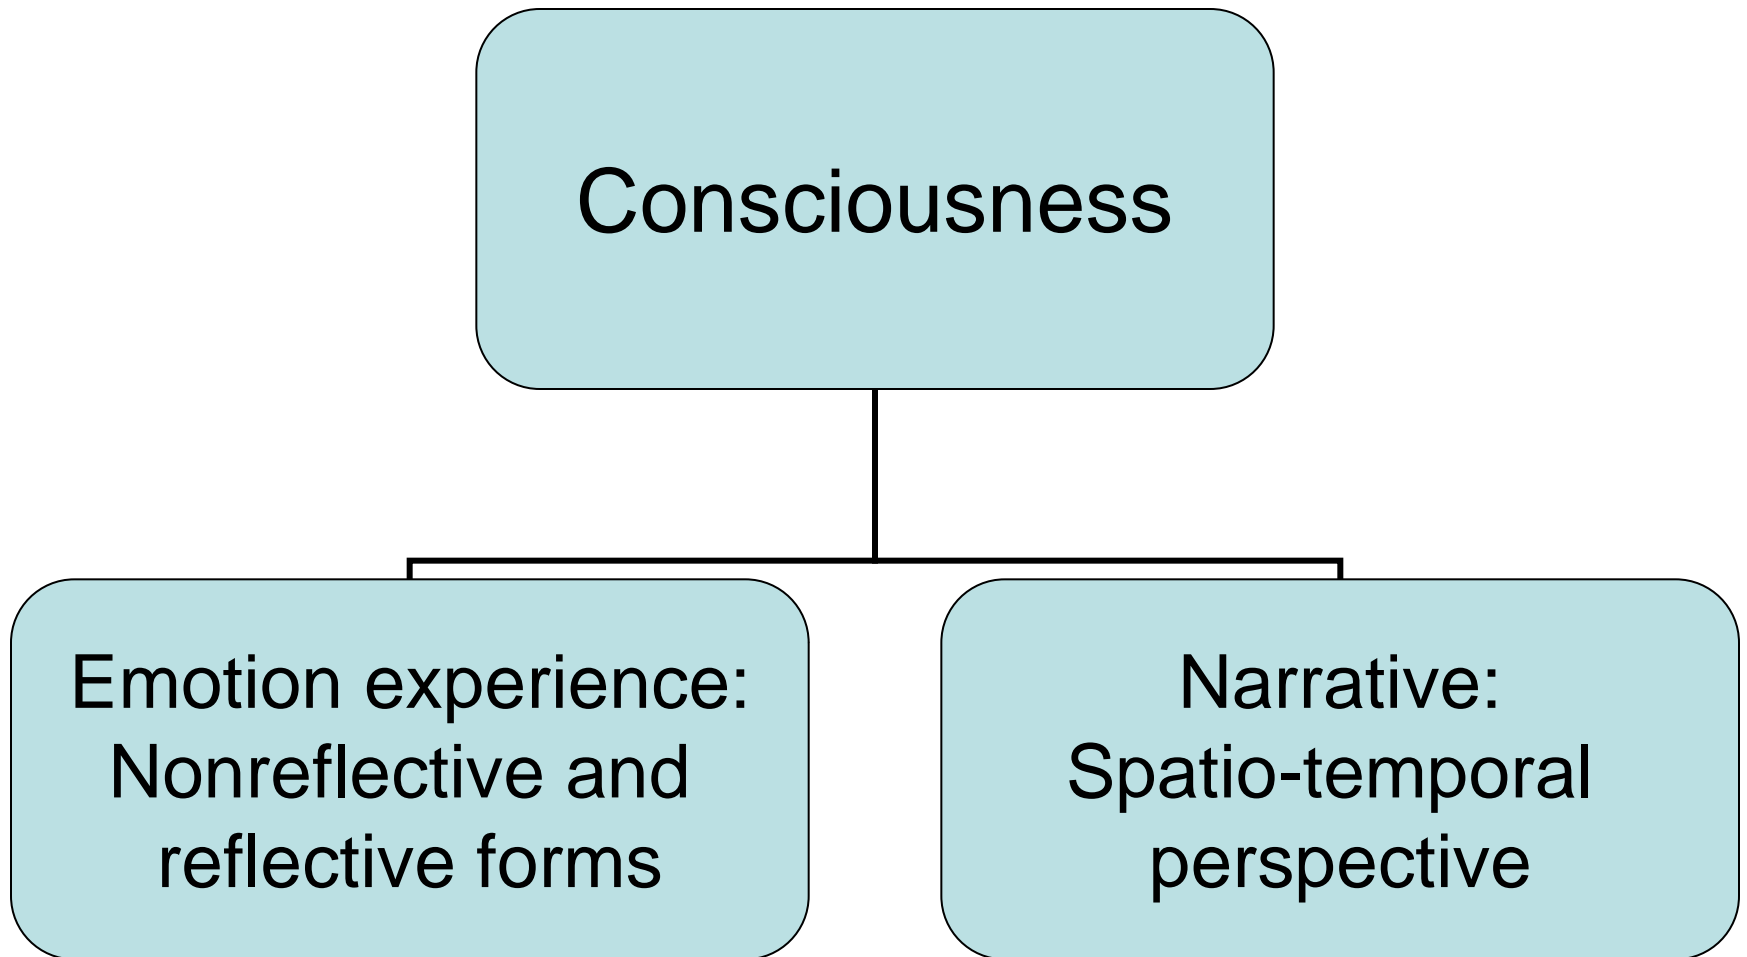 Consciousness
Emotion experience:
Nonreflective and
reflective forms
Narrative:
Spatio-temporal
perspective